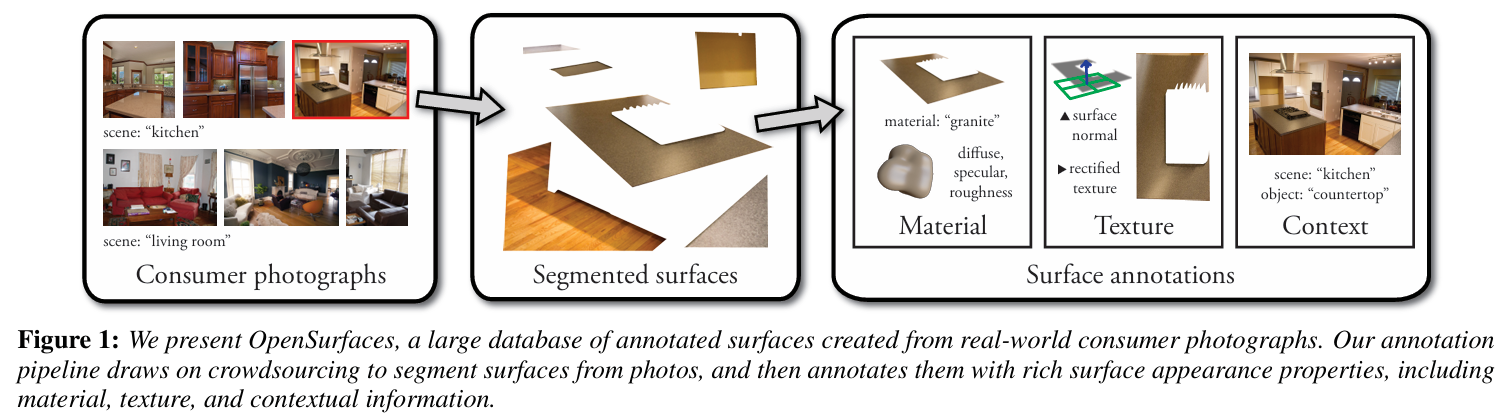 scene: “kitchen”
scene: “living room”
Consumer photographs
Segmented surfaces
material: “granite”
diffuse,
specular,
roughness
Material
▲ surface
normal
▶ rectified
texture
Texture
scene: “kitchen”
object: “countertop”
Context
Surface annotations
Figure 1: We present OpenSurfaces, a large database of annotated surfaces created from real-world consumer photographs. Our annotation
pipeline draws on crowdsourcing to segment surfaces from photos, and then annotates them with rich surface appearance properties, including
material, texture, and contextual information.